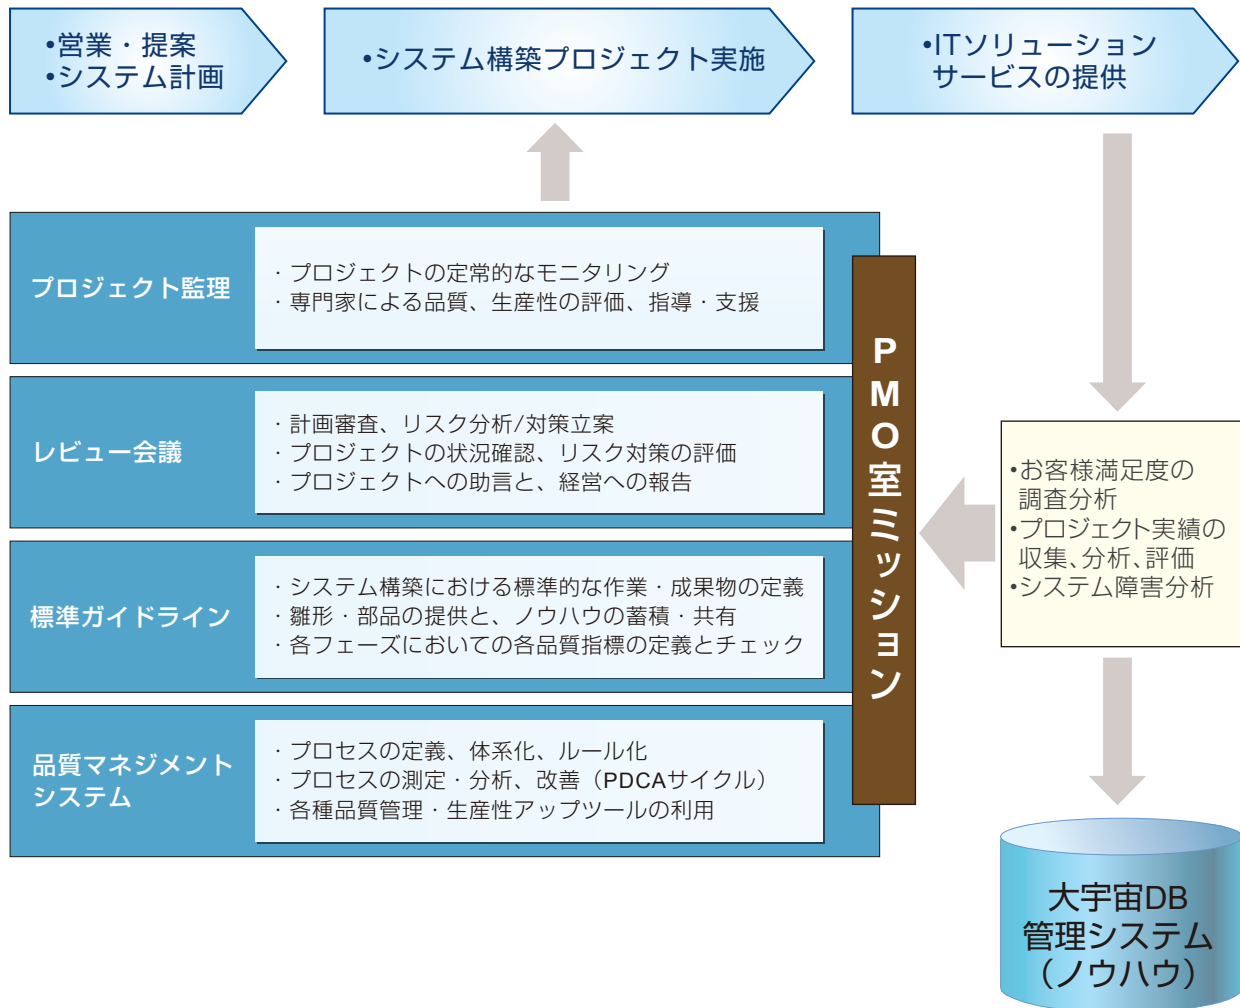 •営業・提案
•システム計画
•システム構築プロジェクト実施
•ITソリューション
サービスの提供
プロジェクト監理
・プロジェクトの定常的なモニタリング
・専門家による品質、生産性の評価、指導・支援
レビュー会議
・計画審査、リスク分析/対策立案
・プロジェクトの状況確認、リスク対策の評価
・プロジェクトへの助言と、経営への報告
標準ガイドライン
・システム構築における標準的な作業・成果物の定義
・雛形・部品の提供と、ノウハウの蓄積・共有
・各フェーズにおいての各品質指標の定義とチェック
品質マネジメント
システム
・プロセスの定義、体系化、ルール化
・プロセスの測定・分析、改善（PDCAサイクル）
・各種品質管理・生産性アップツールの利用
PMO室ミッション
•お客様満足度の
調査分析
•プロジェクト実績の
収集、分析、評価
•システム障害分析
大宇宙DB
管理システム
（ノウハウ）